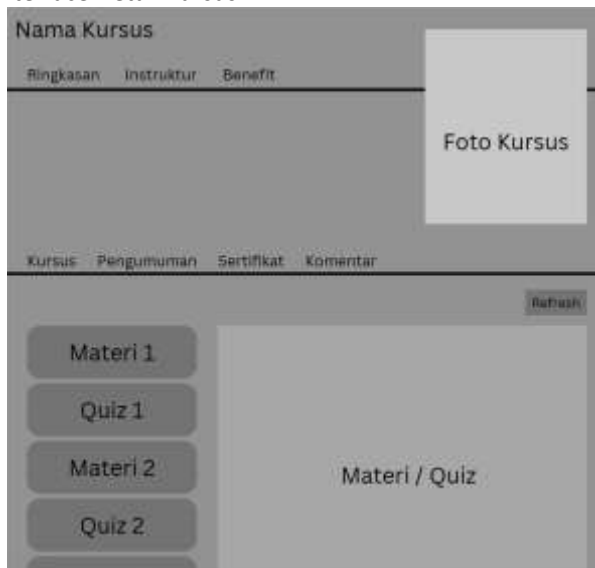 Nama Kursus
Ringkasan Instruktur Benefit
Foto Kursus
Kursus Pengumuman Sertifikat Komentar
Refresh
Materi 1
Quiz 1
Materi 2
Materi / Quiz
Quiz 2